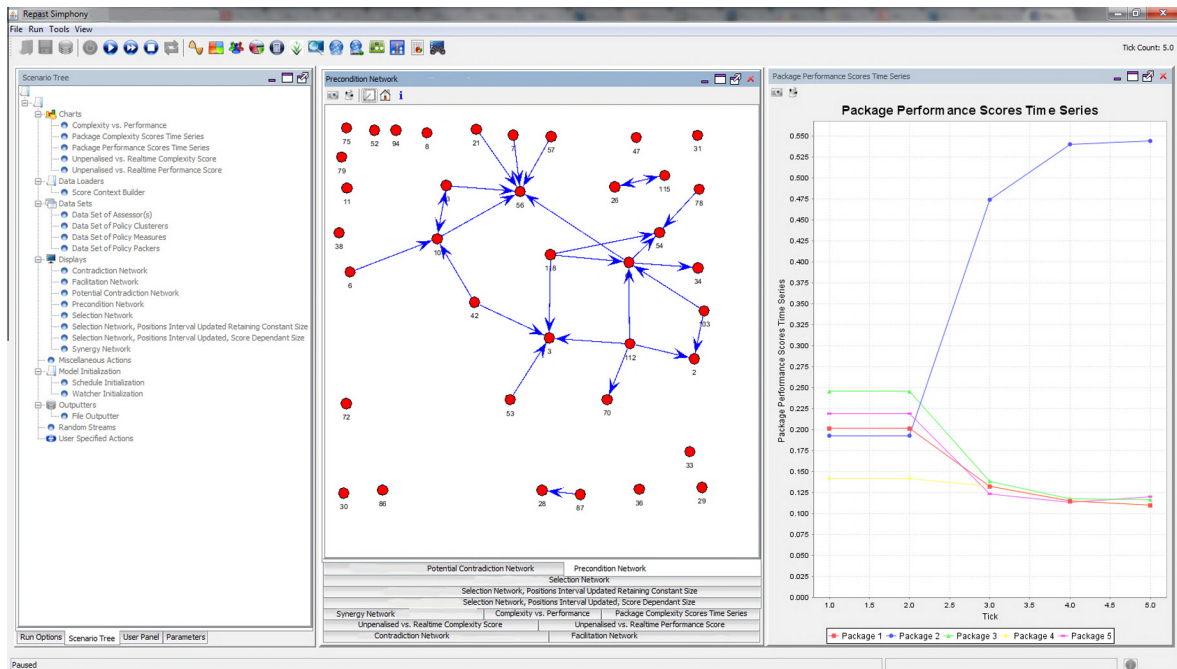 Repast Simphony
File Run Tools View
Tick Count: 5.0
Scenario Tree
Charts
Complexity vs. Performance
Package Complexity Scores Time Series
Package Performance Scores Time Series
Unpenalised vs. Realtime Complexity Score
Unpenalised vs. Realtime Performance Score
Data Loaders
Score Context Builder
Data Sets
Data Set of Assessor(s)
Data Set of Policy Clusterers
Data Set of Policy Measures
Data Set of Policy Packers
Displays
Contradiction Network
Facilitation Network
Potential Contradiction Network
Precondition Network
Selection Network
Selection Network, Positions Interval Updated Retaining Constant Size
Selection Network, Positions Interval Updated, Score Dependant Size
Synergy Network
Miscellaneous Actions
Model Initialization
Schedule Initialization
Watcher Initialization
Outputters
File Outputter
Random Streams
User Specified Actions
Run Options Scenario Tree User Panel Parameters
Paused
Precondition Network
75 52 94 8 21 7 57 47 31
79
11 56 26 115 78
38 54
6 118 34
42 103
3 112 2
53 70
72
33
30 86 28 87 36 29
Potential Contradiction Network Precondition Network
Selection Network
Selection Network, Positions Interval Updated Retaining Constant Size
Selection Network, Positions Interval Updated, Score Dependant Size
Synergy Network Complexity vs. Performance Package Complexity Scores Time Series
Unpenalised vs. Realtime Complexity Score Unpenalised vs. Realtime Performance Score
Contradiction Network Facilitation Network
Package Performance Scores Time Series
Package Performance Scores Time Series
Package Performance Scores Time Series
0.550
0.525
0.500
0.475
0.450
0.425
0.400
0.375
0.350
0.325
0.300
0.275
0.250
0.225
0.200
0.175
0.150
0.125
0.100
0.075
0.050
0.025
0.000
1.0 1.5 2.0 2.5 3.0 3.5 4.0 4.5 5.0
Tick
Package 1 Package 2 Package 3 Package 4 Package 5